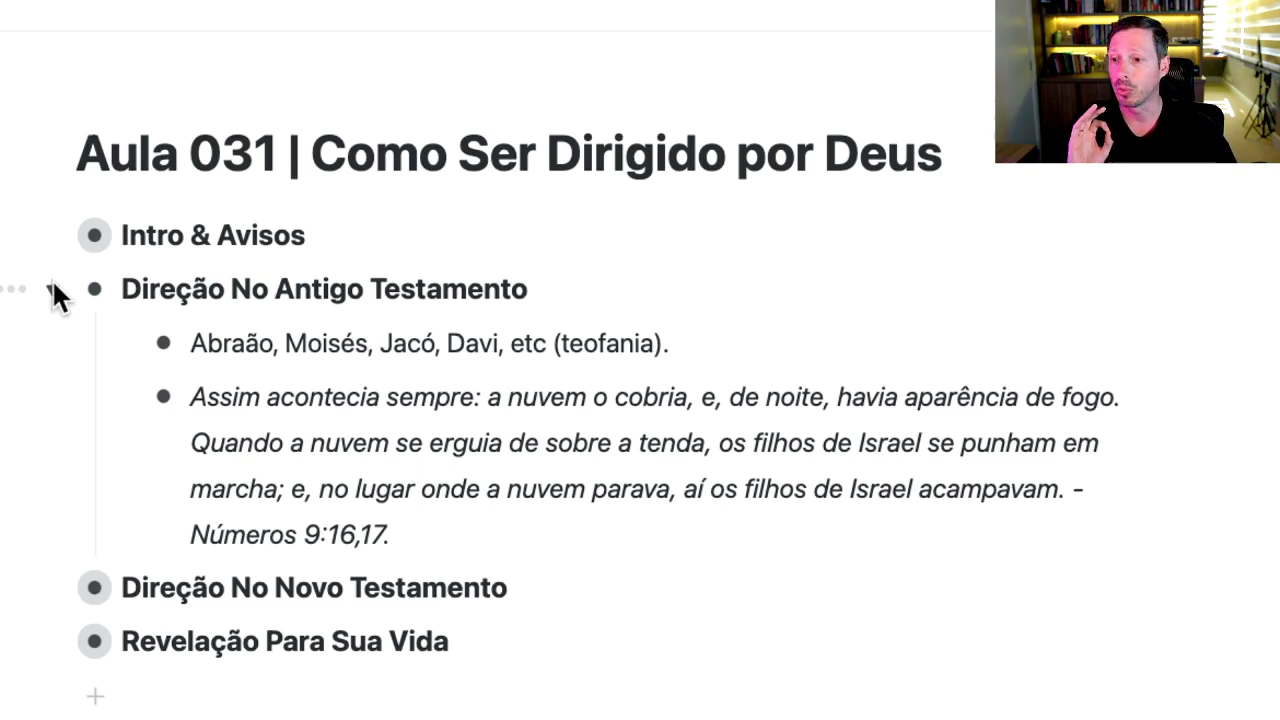 Aula 031 | Como Ser Dirigido por Deus
Intro & Avisos
Direção No Antigo Testamento
Abraão, Moisés, Jacó, Davi, etc (teofania).
Assim acontecia sempre: a nuvem o cobria, e, de noite, havia aparência de fogo.
Quando a nuvem se erguia de sobre a tenda, os filhos de Israel se punham em
marcha; e, no lugar onde a nuvem parava, aí os filhos de Israel acampavam. -
Números 9:16,17.
Direção No Novo Testamento
Revelação Para Sua Vida